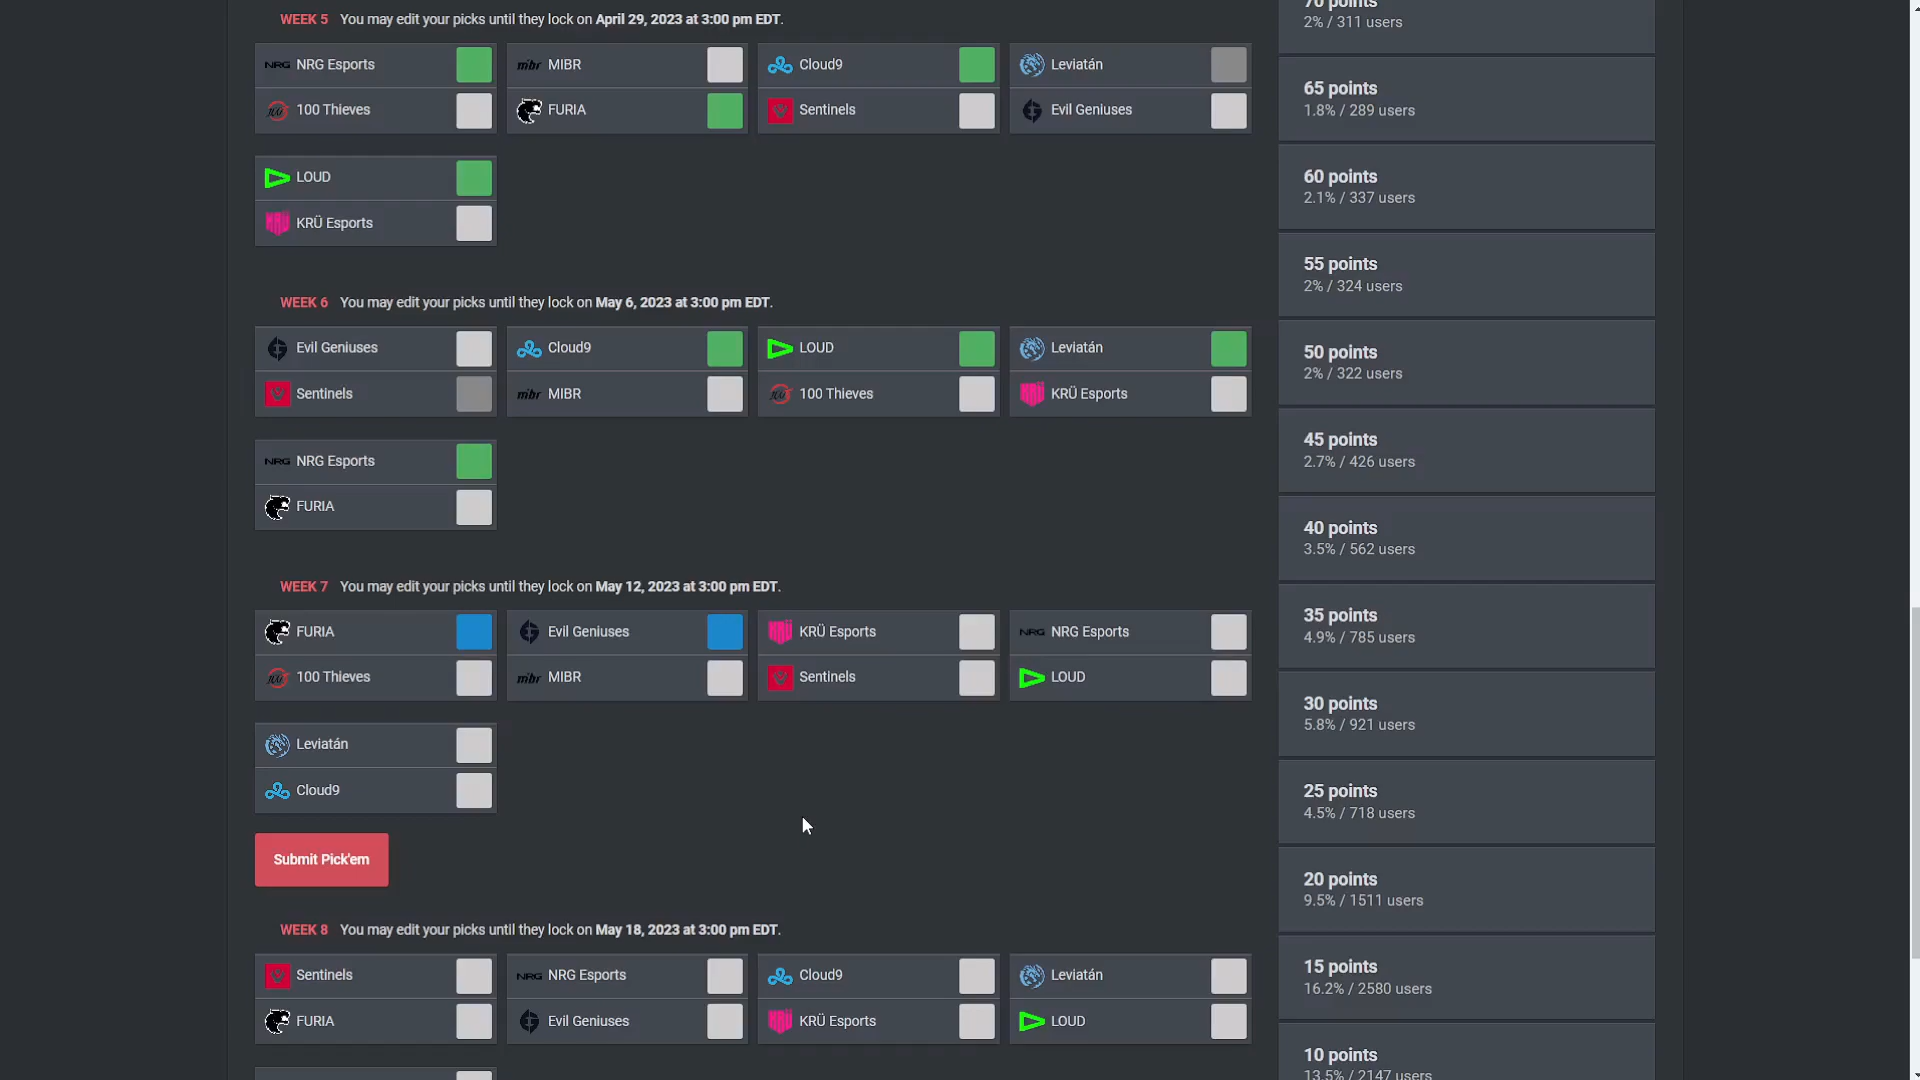 WEEK 5 You may edit your picks until they lock on April 29, 2023 at 3:00 pm EDT.
NRG NRG Esports
100 Thieves
mibr MIBR
FURIA
Cloud9
Sentinels
Leviatán
Evil Geniuses
LOUD
KRÜ Esports
WEEK 6 You may edit your picks until they lock on May 6, 2023 at 3:00 pm EDT.
Evil Geniuses
Sentinels
Cloud9
mibr MIBR
LOUD
100 Thieves
Leviatán
KRÜ Esports
NRG NRG Esports
FURIA
WEEK 7 You may edit your picks until they lock on May 12, 2023 at 3:00 pm EDT.
FURIA
100 Thieves
Evil Geniuses
mibr MIBR
KRÜ Esports
Sentinels
NRG NRG Esports
LOUD
Leviatán
Cloud9
Submit Pick'em
WEEK 8 You may edit your picks until they lock on May 18, 2023 at 3:00 pm EDT.
Sentinels
FURIA
NRG NRG Esports
Evil Geniuses
Cloud9
KRÜ Esports
Leviatán
LOUD
70 points
2% / 311 users
65 points
1.8% / 289 users
60 points
2.1% / 337 users
55 points
2% / 324 users
50 points
2% / 322 users
45 points
2.7% / 426 users
40 points
3.5% / 562 users
35 points
4.9% / 785 users
30 points
5.8% / 921 users
25 points
4.5% / 718 users
20 points
9.5% / 1511 users
15 points
16.2% / 2580 users
10 points
13.5% / 2147 users